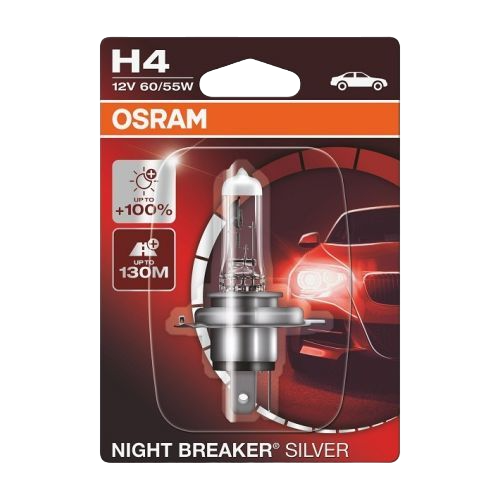 H4
12V 60/55W
OSRAM
UP TO
+100%
UP TO
130M
NIGHT BREAKER® SILVER